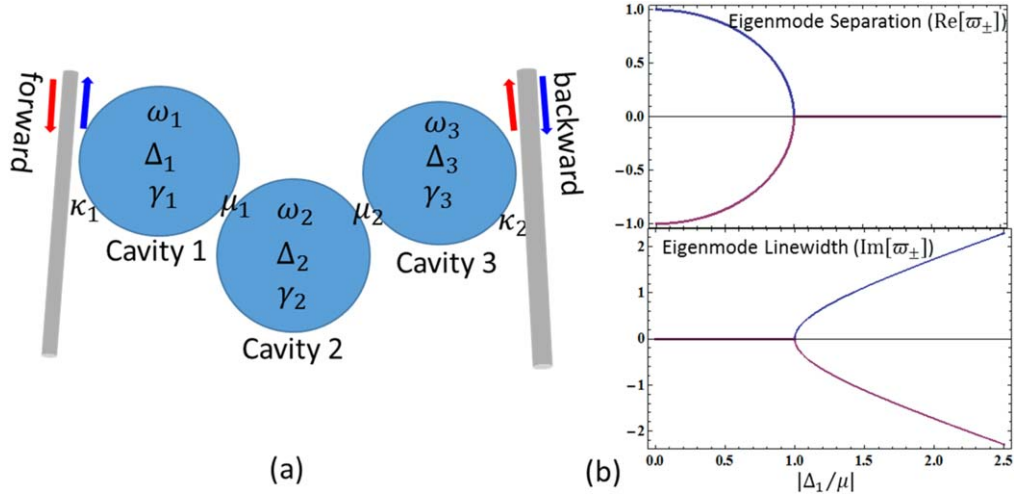 forward
backward
ω₁
Δ₁
γ₁
κ₁
Cavity 1
μ₁
ω₂
Δ₂
γ₂
Cavity 2
μ₂
ω₃
Δ₃
γ₃
κ₂
Cavity 3
(a)
Eigenmode Separation (Re[ϖ±])
1.0
0.5
0.0
−0.5
−1.0
Eigenmode Linewidth (Im[ϖ±])
2
1
0
−1
−2
0.0 0.5 1.0 1.5 2.0 2.5
|Δ₁/μ|
(b)